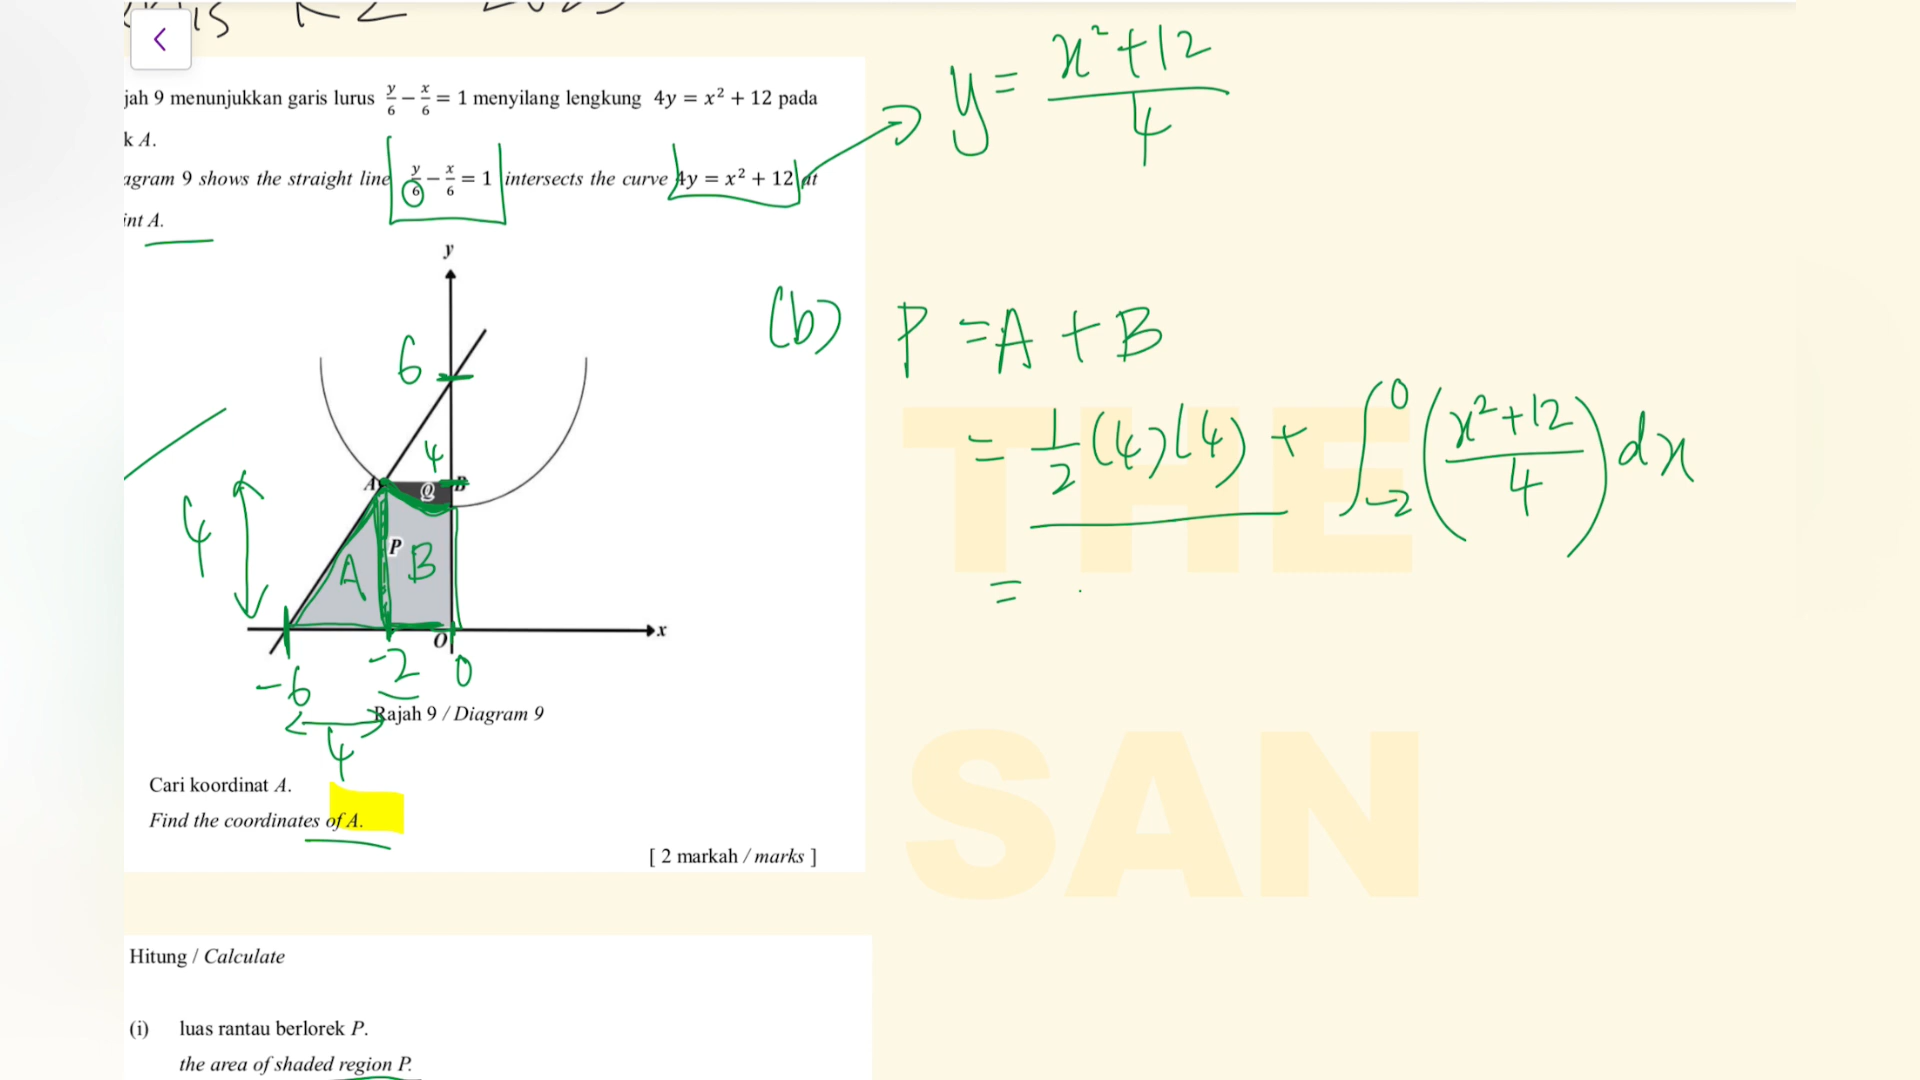 K2 2023
y = x² + 12 / 4
jah 9 menunjukkan garis lurus y/6 − x/6 = 1 menyilang lengkung 4y = x² + 12 pada
k A.
agram 9 shows the straight line y/6 − x/6 = 1 intersects the curve 4y = x² + 12 at
int A.
y
(b) P = A + B
6
= 1/2 (4)(4) + ∫₋₂⁰ (x² + 12 / 4) dx
4
A Q B
4
P
A B
=
O x
-6 -2 0
Rajah 9 / Diagram 9
4
Cari koordinat A.
Find the coordinates of A.
[ 2 markah / marks ]
THE
SAN
Hitung / Calculate
(i) luas rantau berlorek P.
the area of shaded region P.